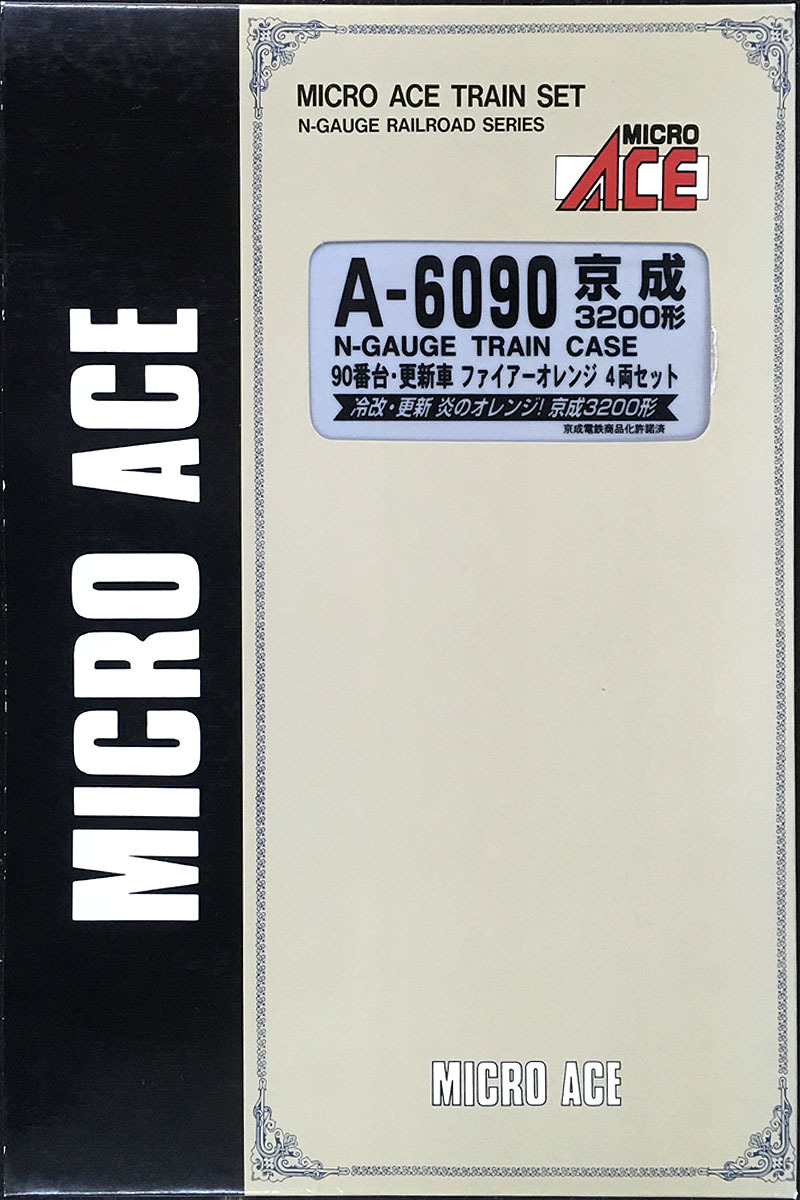 MICRO ACE
MICRO ACE TRAIN SET
N-GAUGE RAILROAD SERIES
MICRO
ACE
A-6090 京成
3200形
N-GAUGE TRAIN CASE
90番台・更新車 ファイアーオレンジ 4両セット
冷改・更新 炎のオレンジ! 京成3200形
京成電鉄商品化許諾済
MICRO ACE